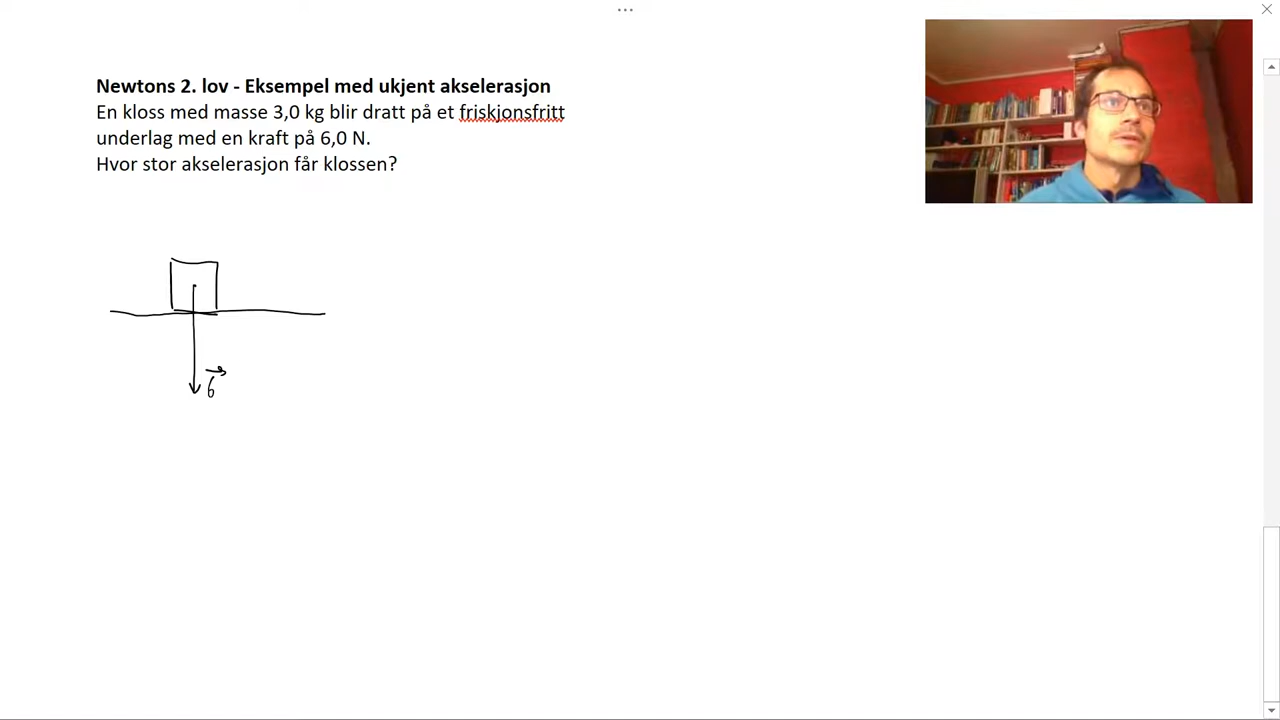 Newtons 2. lov - Eksempel med ukjent akselerasjon
En kloss med masse 3,0 kg blir dratt på et friskjonsfritt
underlag med en kraft på 6,0 N.
Hvor stor akselerasjon får klossen?
G